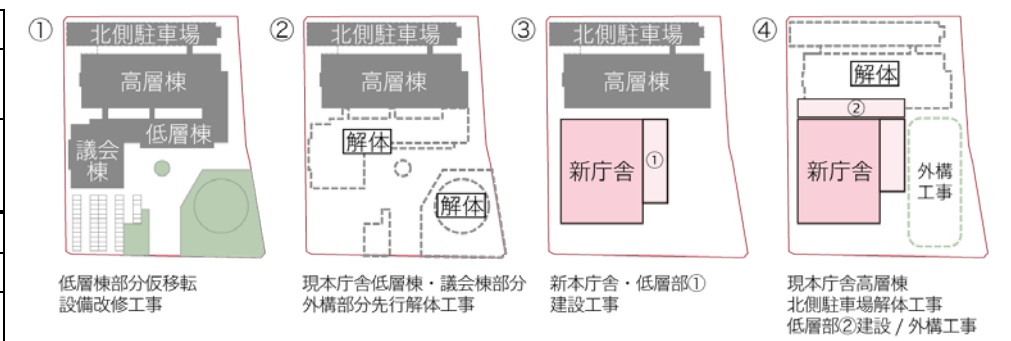 ①
北側駐車場
高層棟
低層棟
議会
棟
低層棟部分仮移転
設備改修工事
②
北側駐車場
高層棟
解体
解体
現本庁舎低層棟・議会棟部分
外構部分先行解体工事
③
北側駐車場
高層棟
新庁舎
①
新本庁舎・低層部①
建設工事
④
解体
②
新庁舎
外構
工事
現本庁舎高層棟
北側駐車場解体工事
低層部②建設 / 外構工事